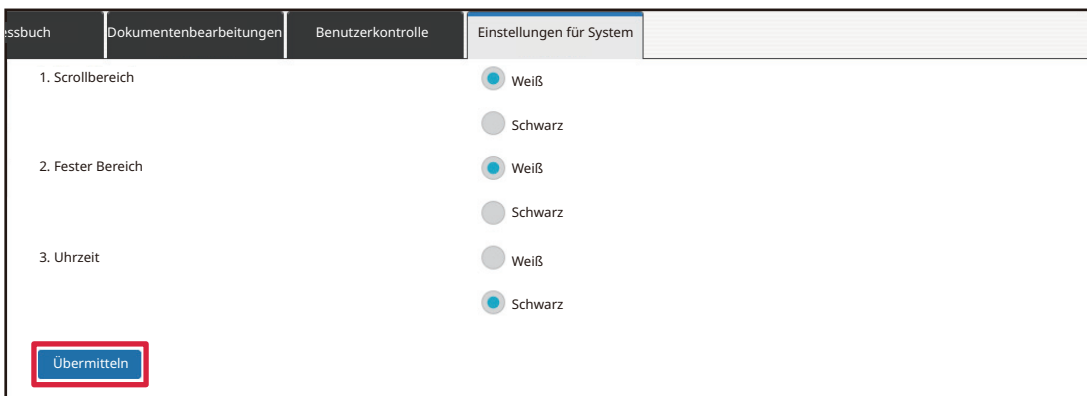 essbuch Dokumentenbearbeitungen Benutzerkontrolle Einstellungen für System
1. Scrollbereich Weiß
Schwarz
2. Fester Bereich Weiß
Schwarz
3. Uhrzeit Weiß
Schwarz
Übermitteln